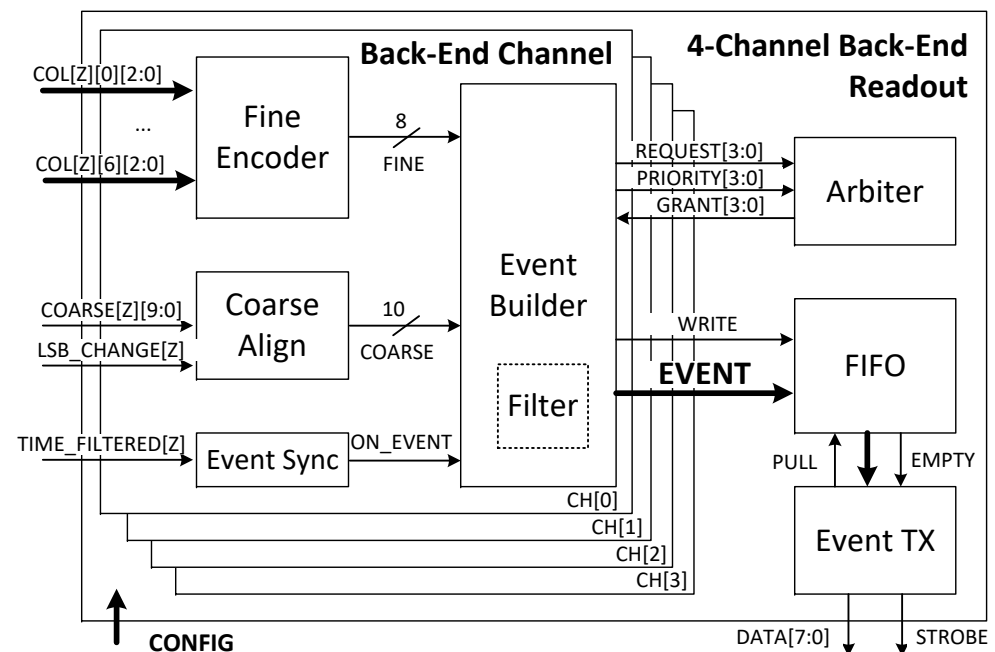 Back-End Channel
4-Channel Back-End
Readout
COL[Z][0][2:0]
...
COL[Z][6][2:0]
Fine
Encoder
8
FINE
REQUEST[3:0]
PRIORITY[3:0]
GRANT[3:0]
Arbiter
Event
Builder
COARSE[Z][9:0]
LSB_CHANGE[Z]
Coarse
Align
10
COARSE
WRITE
EVENT
FIFO
Filter
TIME_FILTERED[Z]
Event Sync
ON_EVENT
PULL
EMPTY
CH[0]
CH[1]
CH[2]
CH[3]
Event TX
CONFIG
DATA[7:0]
STROBE